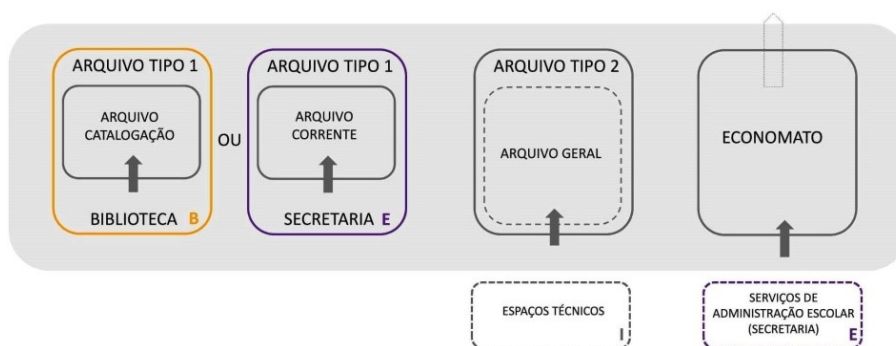 ARQUIVO TIPO 1
ARQUIVO
CATALOGAÇÃO
BIBLIOTECA B
OU
ARQUIVO TIPO 1
ARQUIVO
CORRENTE
SECRETARIA E
ARQUIVO TIPO 2
ARQUIVO GERAL
ECONOMATO
ESPAÇOS TÉCNICOS
I
SERVIÇOS DE
ADMINISTRAÇÃO ESCOLAR
(SECRETARIA) E